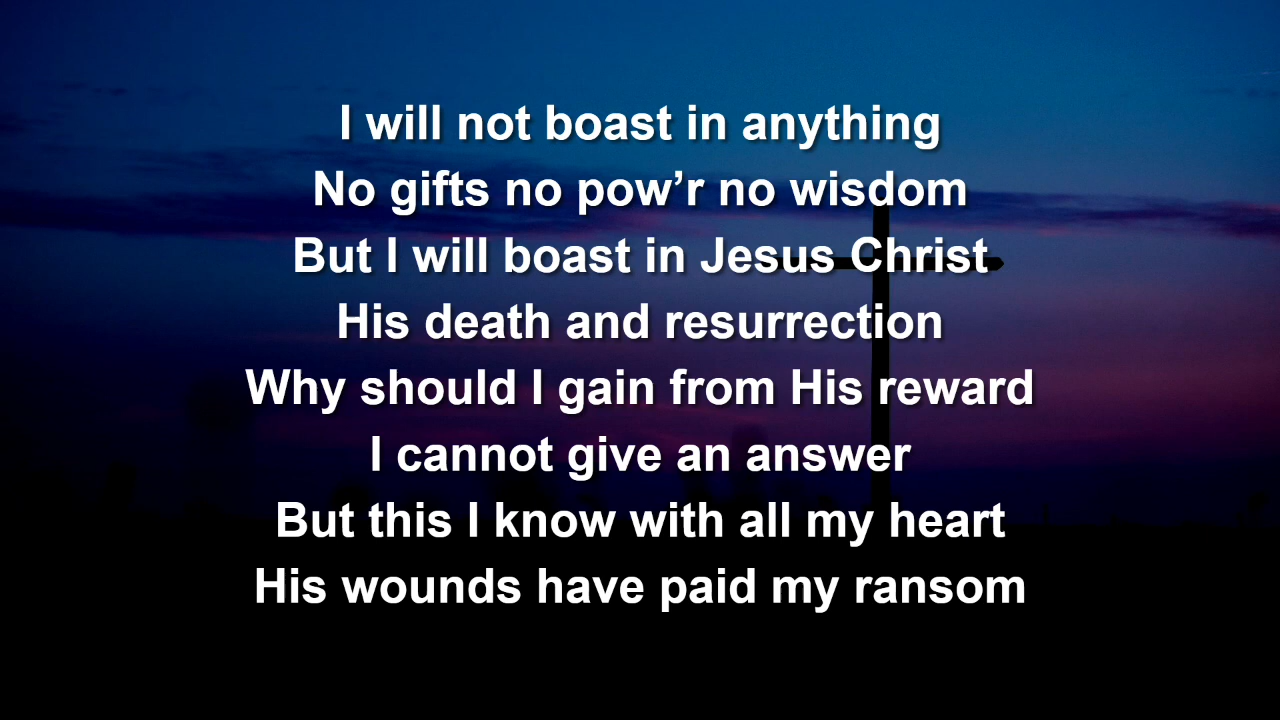 I will not boast in anything
No gifts no pow’r no wisdom
But I will boast in Jesus Christ
His death and resurrection
Why should I gain from His reward
I cannot give an answer
But this I know with all my heart
His wounds have paid my ransom